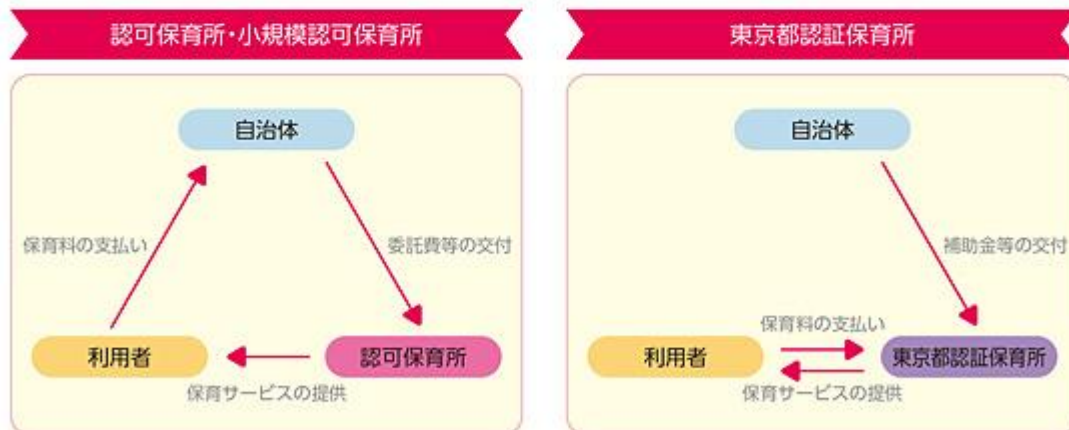 認可保育所・小規模認可保育所
自治体
保育料の支払い
委託費等の交付
利用者
認可保育所
保育サービスの提供
東京都認証保育所
自治体
補助金等の交付
保育料の支払い
利用者
東京都認証保育所
保育サービスの提供